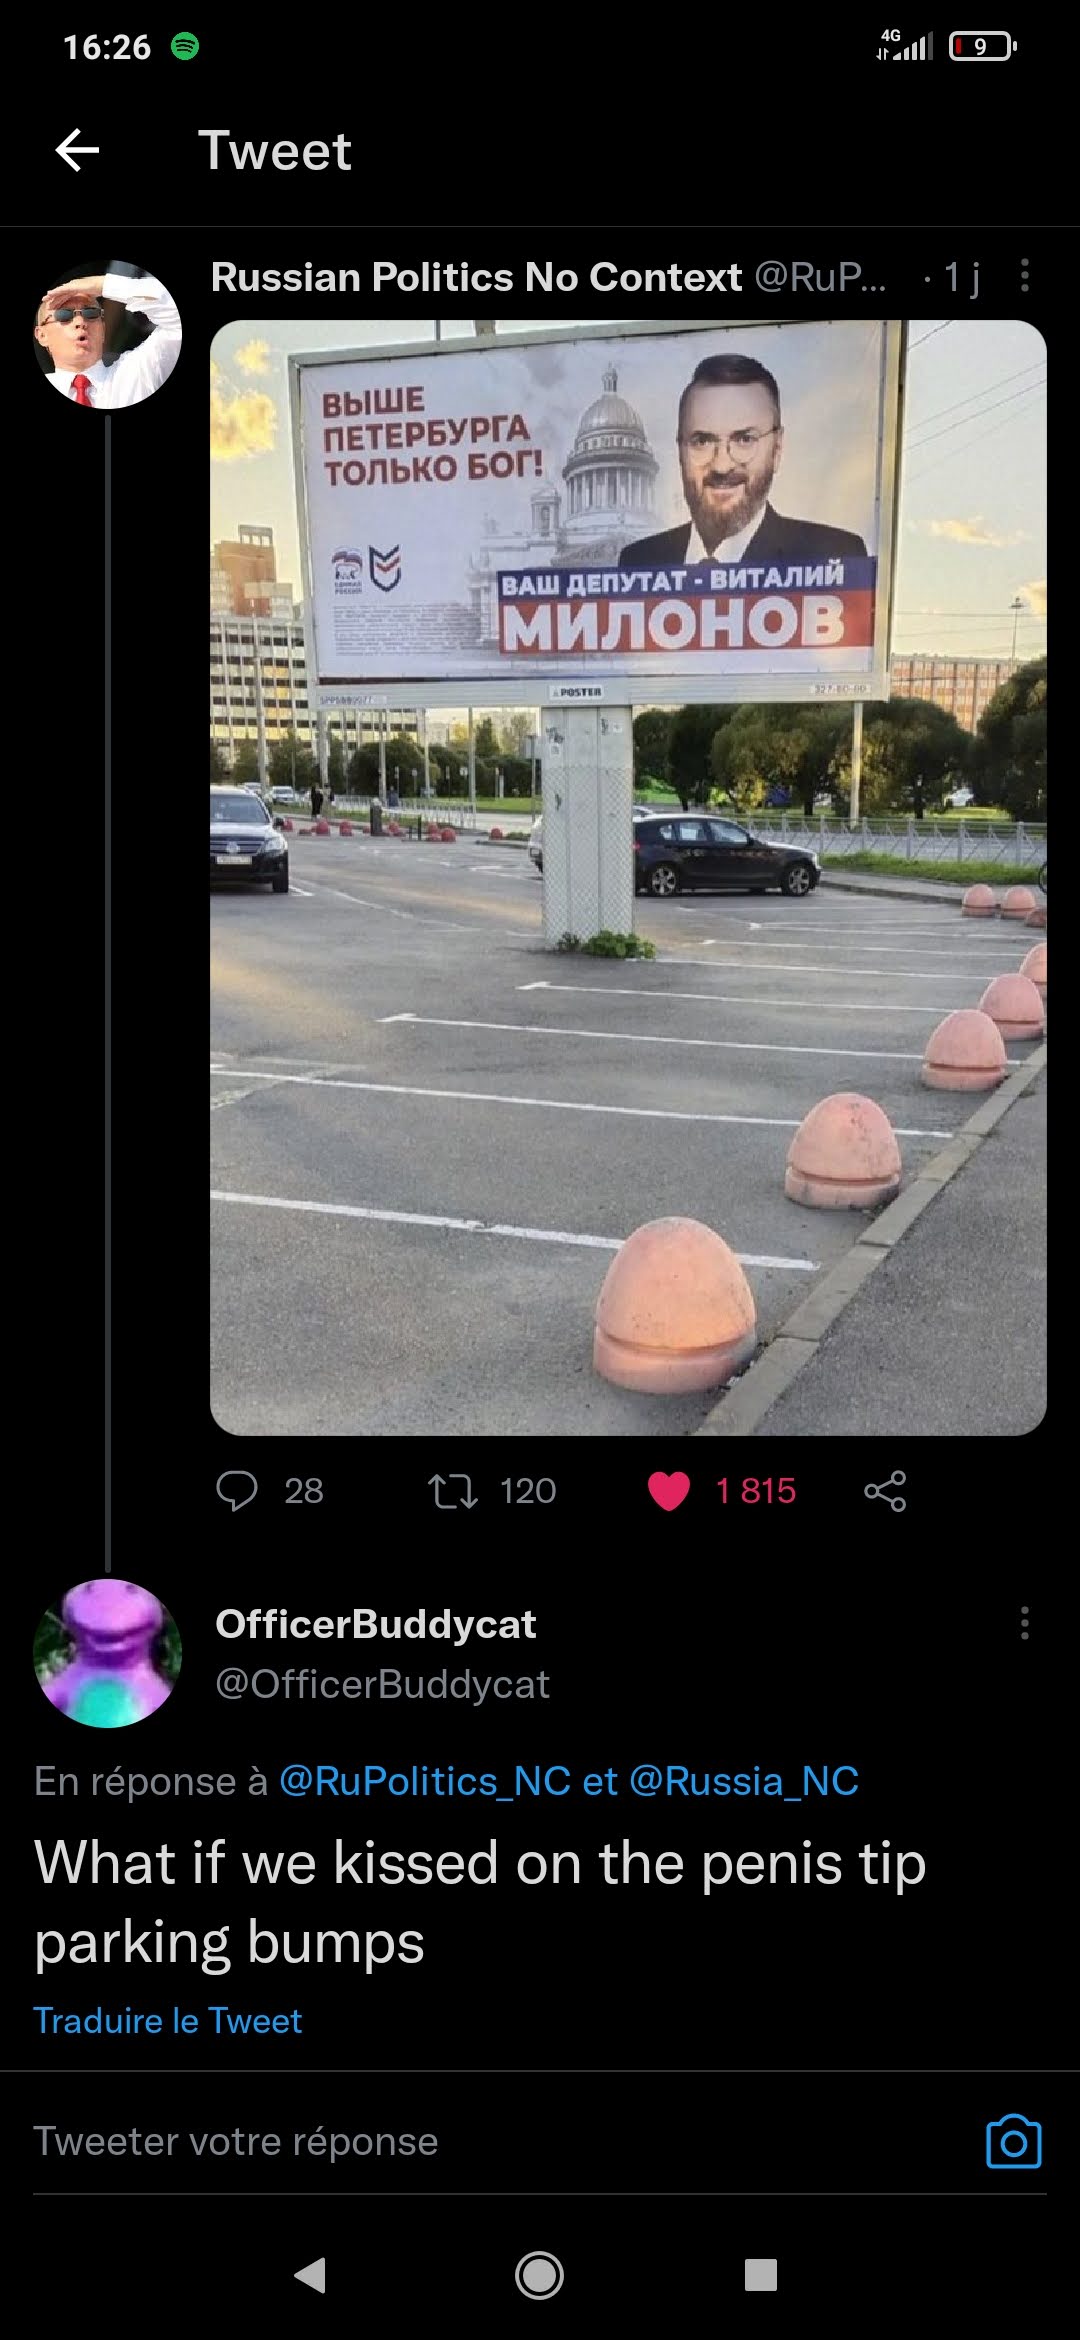 16:26
4G
9
Tweet
Russian Politics No Context @RuP... · 1 j
ВЫШЕ
ПЕТЕРБУРГА
ТОЛЬКО БОГ!
ЕДИНАЯ
РОССИЯ
ВАШ ДЕПУТАТ - ВИТАЛИЙ
МИЛОНОВ
POSTER
28
120
1 815
OfficerBuddycat
@OfficerBuddycat
En réponse à @RuPolitics_NC et @Russia_NC
What if we kissed on the penis tip
parking bumps
Traduire le Tweet
Tweeter votre réponse